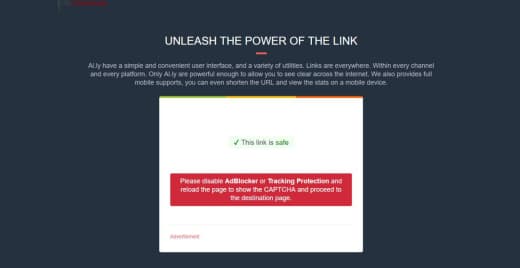 UNLEASH THE POWER OF THE LINK
Al.ly have a simple and convenient user interface, and a variety of utilities. Links are everywhere. Within every channel
and every platform. Only Al.ly are powerful enough to allow you to see clear across the Internet. We also provides full
mobile supports, you can even shorten the URL and view the stats on a mobile device.
✓ This link is safe
Please disable AdBlocker or Tracking Protection and
reload the page to show the CAPTCHA and proceed to
the destination page.
Advertisement